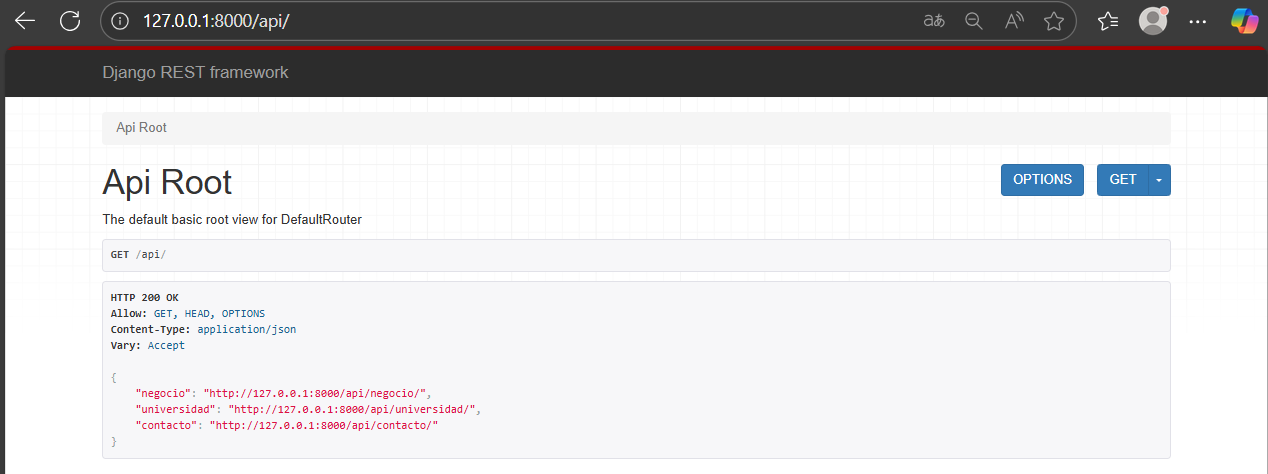 127.0.0.1:8000/api/
Django REST framework
Api Root
Api Root
OPTIONS
GET
The default basic root view for DefaultRouter
GET /api/
HTTP 200 OK
Allow: GET, HEAD, OPTIONS
Content-Type: application/json
Vary: Accept
{
    "negocio": "http://127.0.0.1:8000/api/negocio/",
    "universidad": "http://127.0.0.1:8000/api/universidad/",
    "contacto": "http://127.0.0.1:8000/api/contacto/"
}